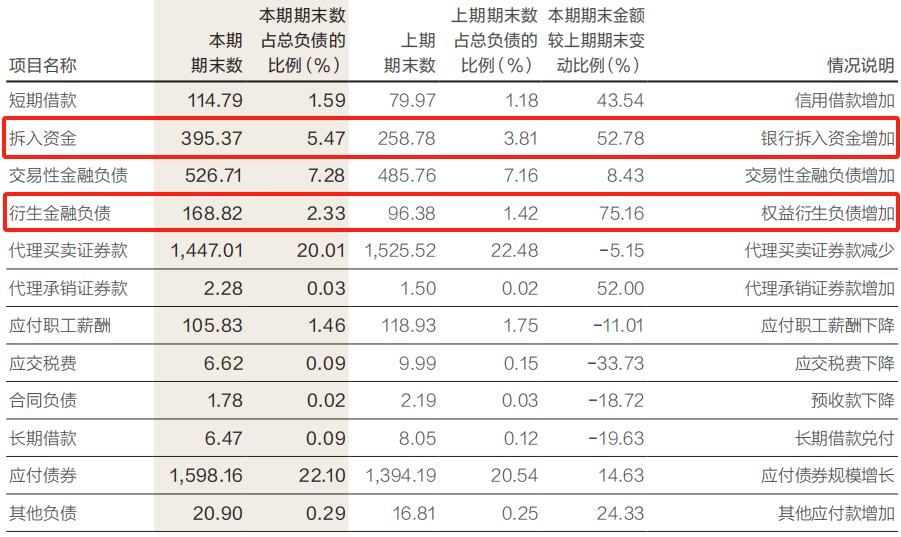 项目名称 本期期末数 本期期末数占总负债的比例(%) 上期期末数 上期期末数占总负债的比例(%) 本期期末金额较上期期末变动比例(%) 情况说明
短期借款 114.79 1.59 79.97 1.18 43.54 信用借款增加
拆入资金 395.37 5.47 258.78 3.81 52.78 银行拆入资金增加
交易性金融负债 526.71 7.28 485.76 7.16 8.43 交易性金融负债增加
衍生金融负债 168.82 2.33 96.38 1.42 75.16 权益衍生负债增加
代理买卖证券款 1,447.01 20.01 1,525.52 22.48 −5.15 代理买卖证券款减少
代理承销证券款 2.28 0.03 1.50 0.02 52.00 代理承销证券款增加
应付职工薪酬 105.83 1.46 118.93 1.75 −11.01 应付职工薪酬下降
应交税费 6.62 0.09 9.99 0.15 −33.73 应交税费下降
合同负债 1.78 0.02 2.19 0.03 −18.72 预收款下降
长期借款 6.47 0.09 8.05 0.12 −19.63 长期借款兑付
应付债券 1,598.16 22.10 1,394.19 20.54 14.63 应付债券规模增长
其他负债 20.90 0.29 16.81 0.25 24.33 其他应付款增加